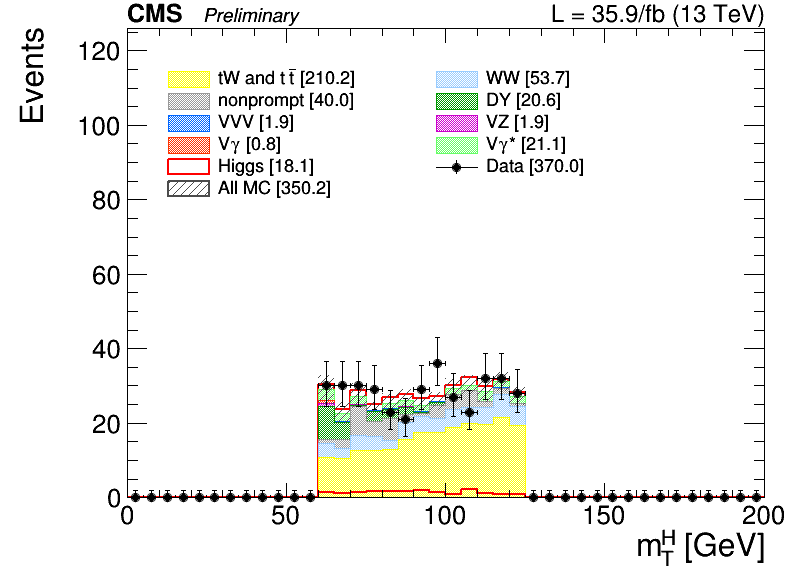 CMS Preliminary L = 35.9/fb (13 TeV)
Events
120
100
80
60
40
20
0
tW and t t̄ [210.2] WW [53.7]
nonprompt [40.0] DY [20.6]
VVV [1.9] VZ [1.9]
Vγ [0.8] Vγ* [21.1]
Higgs [18.1] Data [370.0]
All MC [350.2]
0 50 100 150 200
m_T^H [GeV]